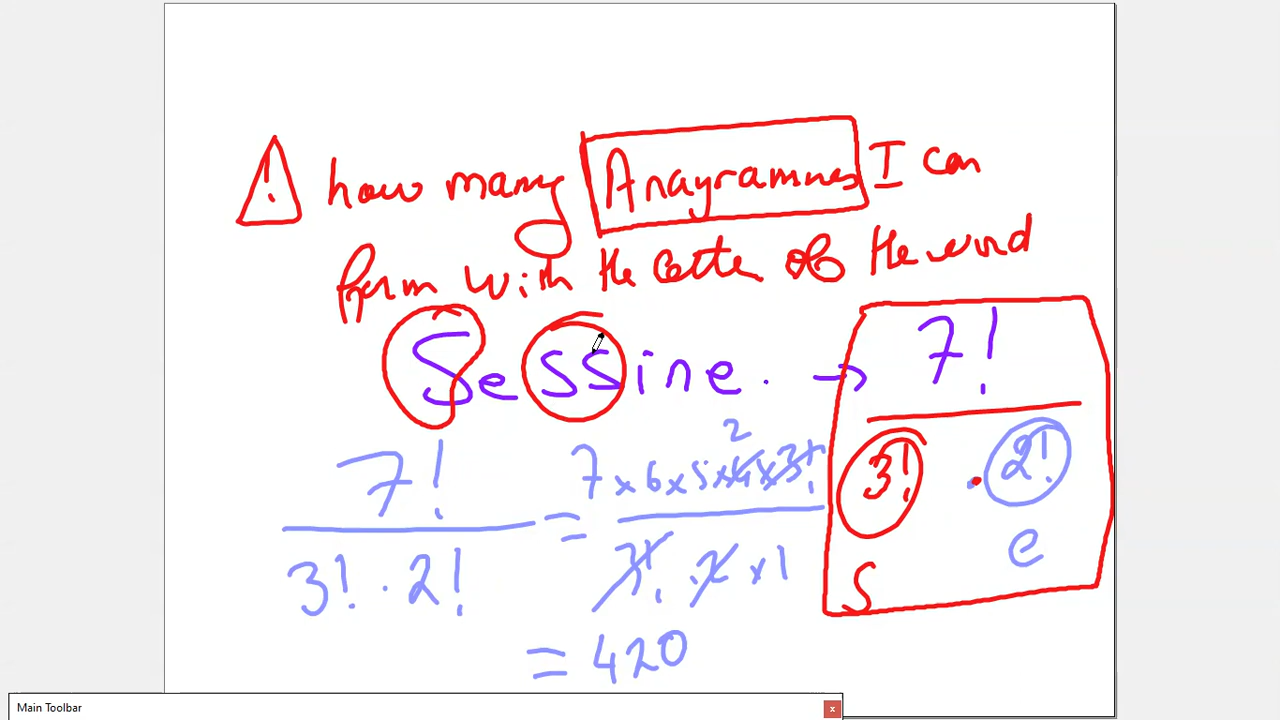 ! how many Anagrammes I can
form with the lette of the word
Sessine. → 7!
3! . 2!
S e
7! / 3! . 2! = 7 x 6 x 5 x 4 x 3! / 3! . 2 x 1
2
= 420
Main Toolbar x